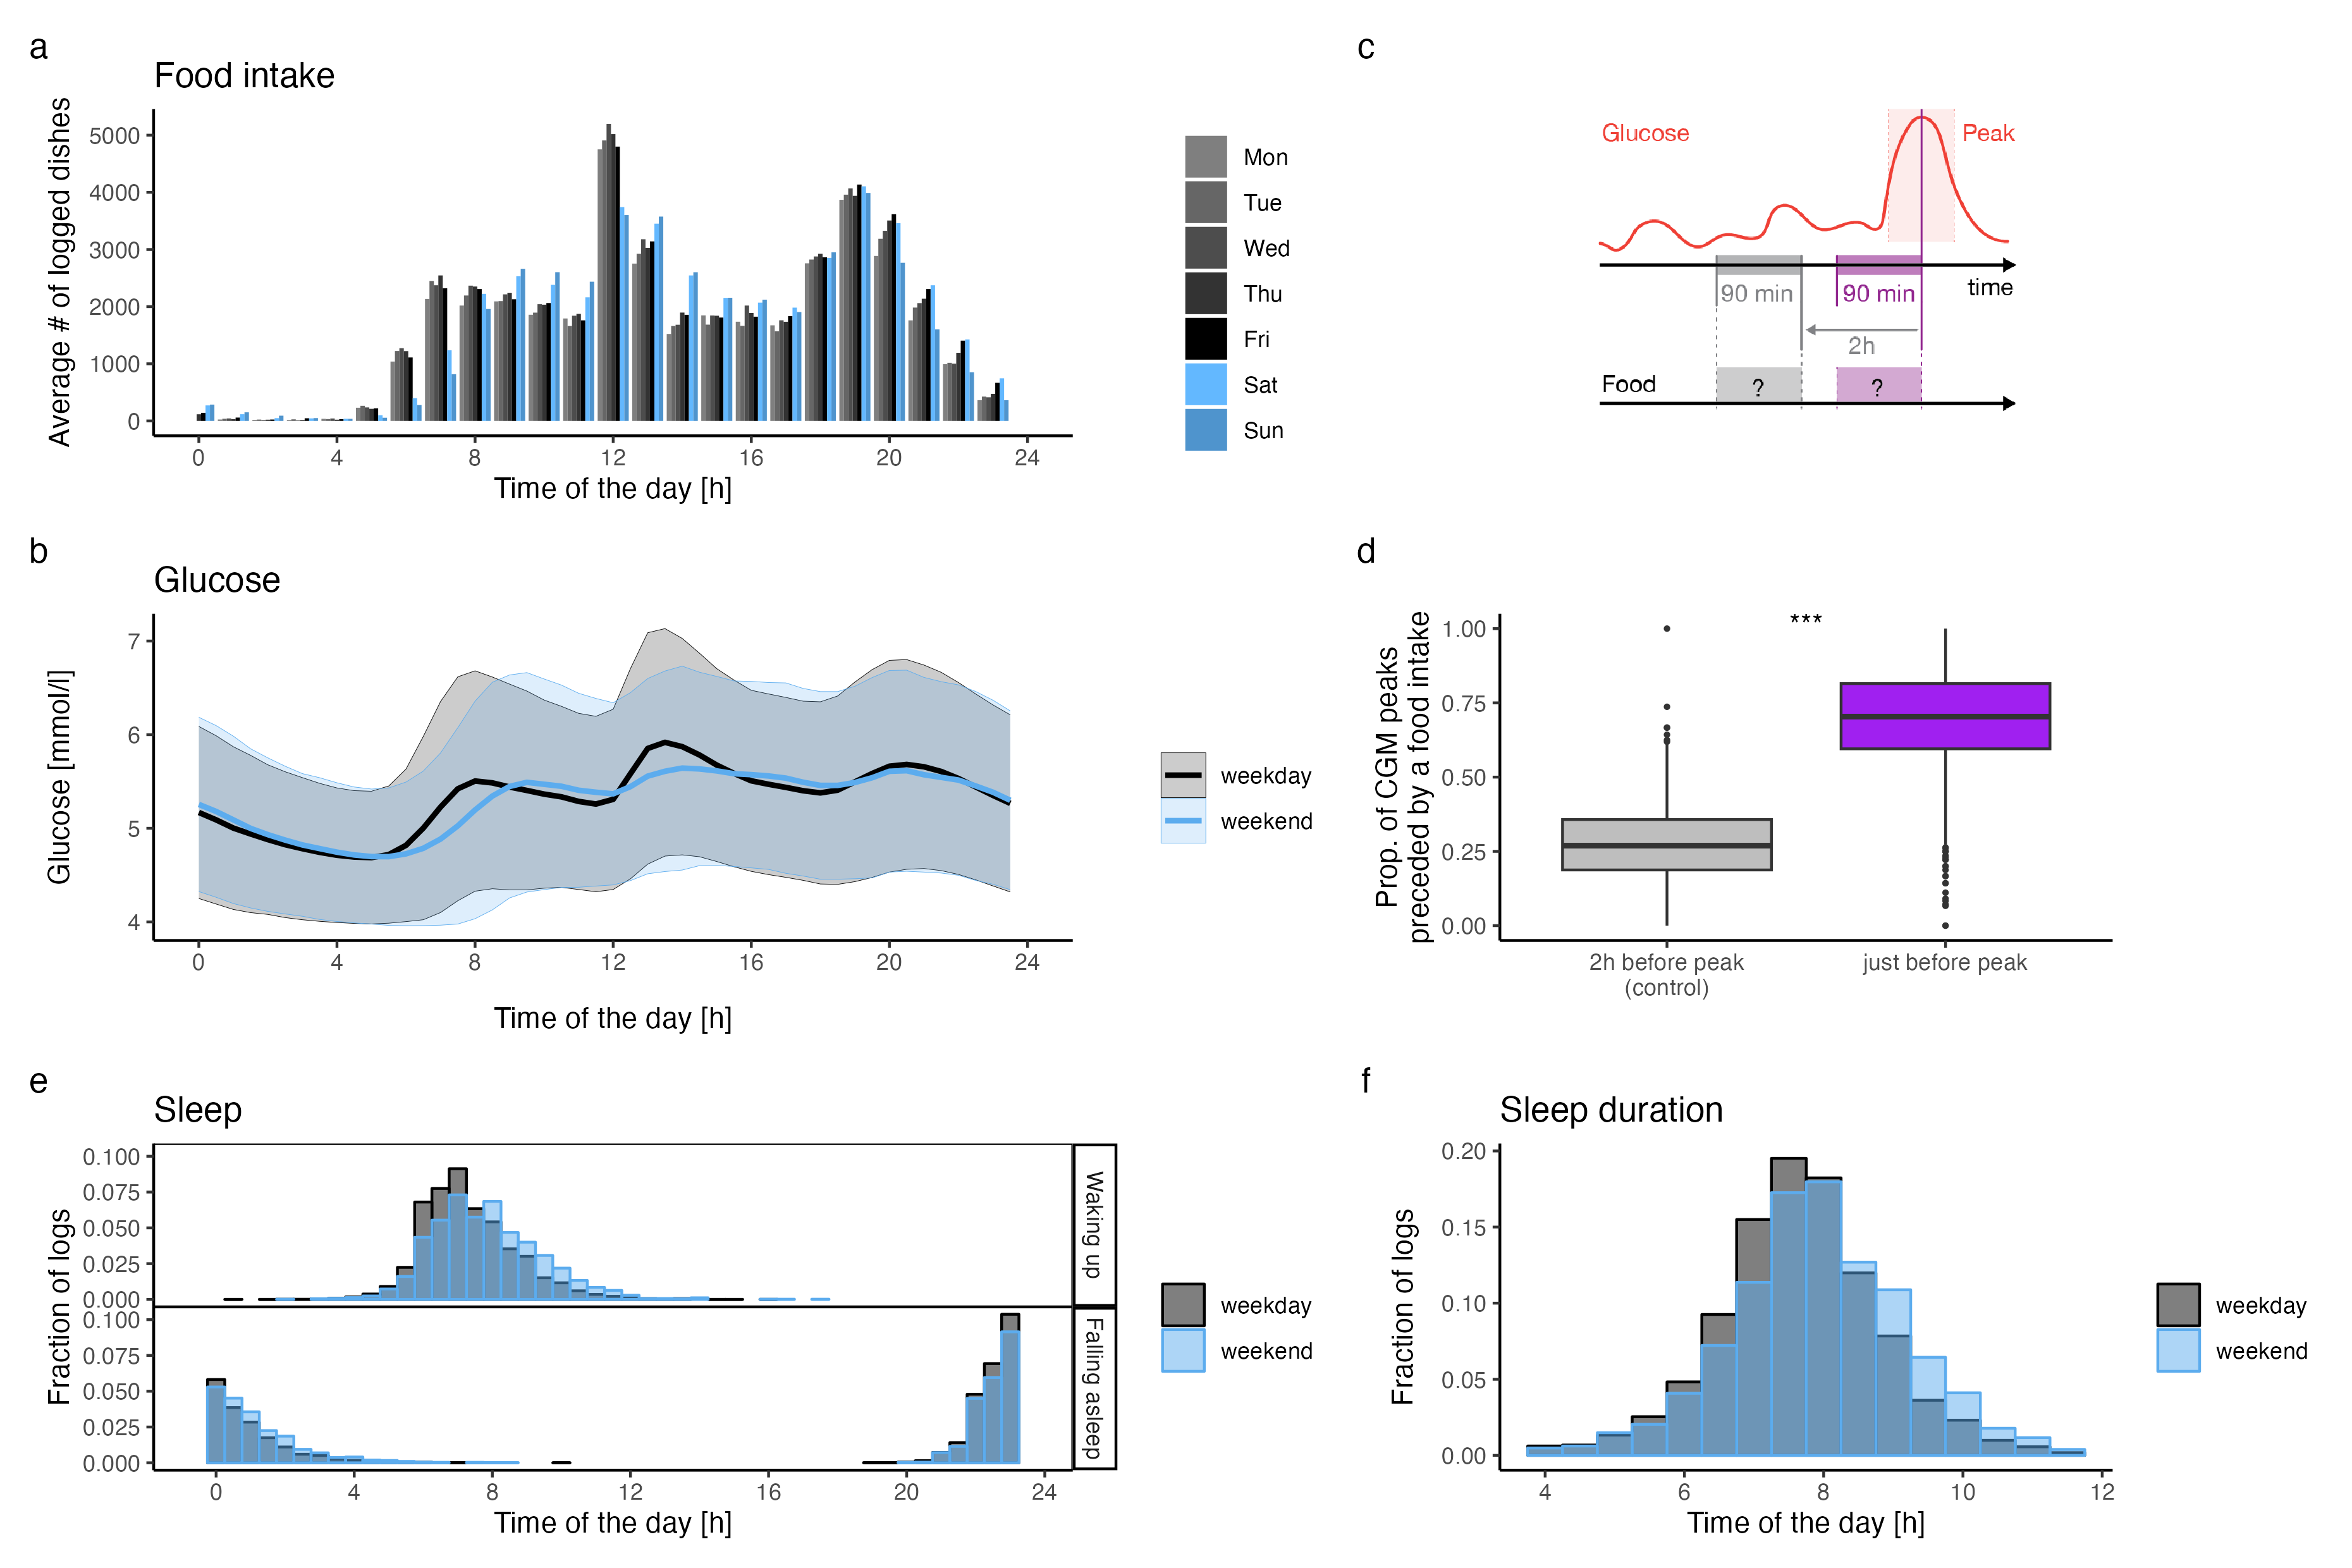 a
Food intake
Average # of logged dishes
5000
4000
3000
2000
1000
0
0 4 8 12 16 20 24
Time of the day [h]
Mon
Tue
Wed
Thu
Fri
Sat
Sun
c
Glucose
Peak
90 min
90 min
time
2h
Food
?
?
b
Glucose
Glucose [mmol/l]
7
6
5
4
0 4 8 12 16 20 24
Time of the day [h]
weekday
weekend
d
Prop. of CGM peaks
preceded by a food intake
1.00
0.75
0.50
0.25
0.00
***
2h before peak
(control)
just before peak
e
Sleep
Fraction of logs
0.100
0.075
0.050
0.025
0.000
Waking up
0.100
0.075
0.050
0.025
0.000
Falling asleep
0 4 8 12 16 20 24
Time of the day [h]
weekday
weekend
f
Sleep duration
Fraction of logs
0.20
0.15
0.10
0.05
0.00
4 6 8 10 12
Time of the day [h]
weekday
weekend